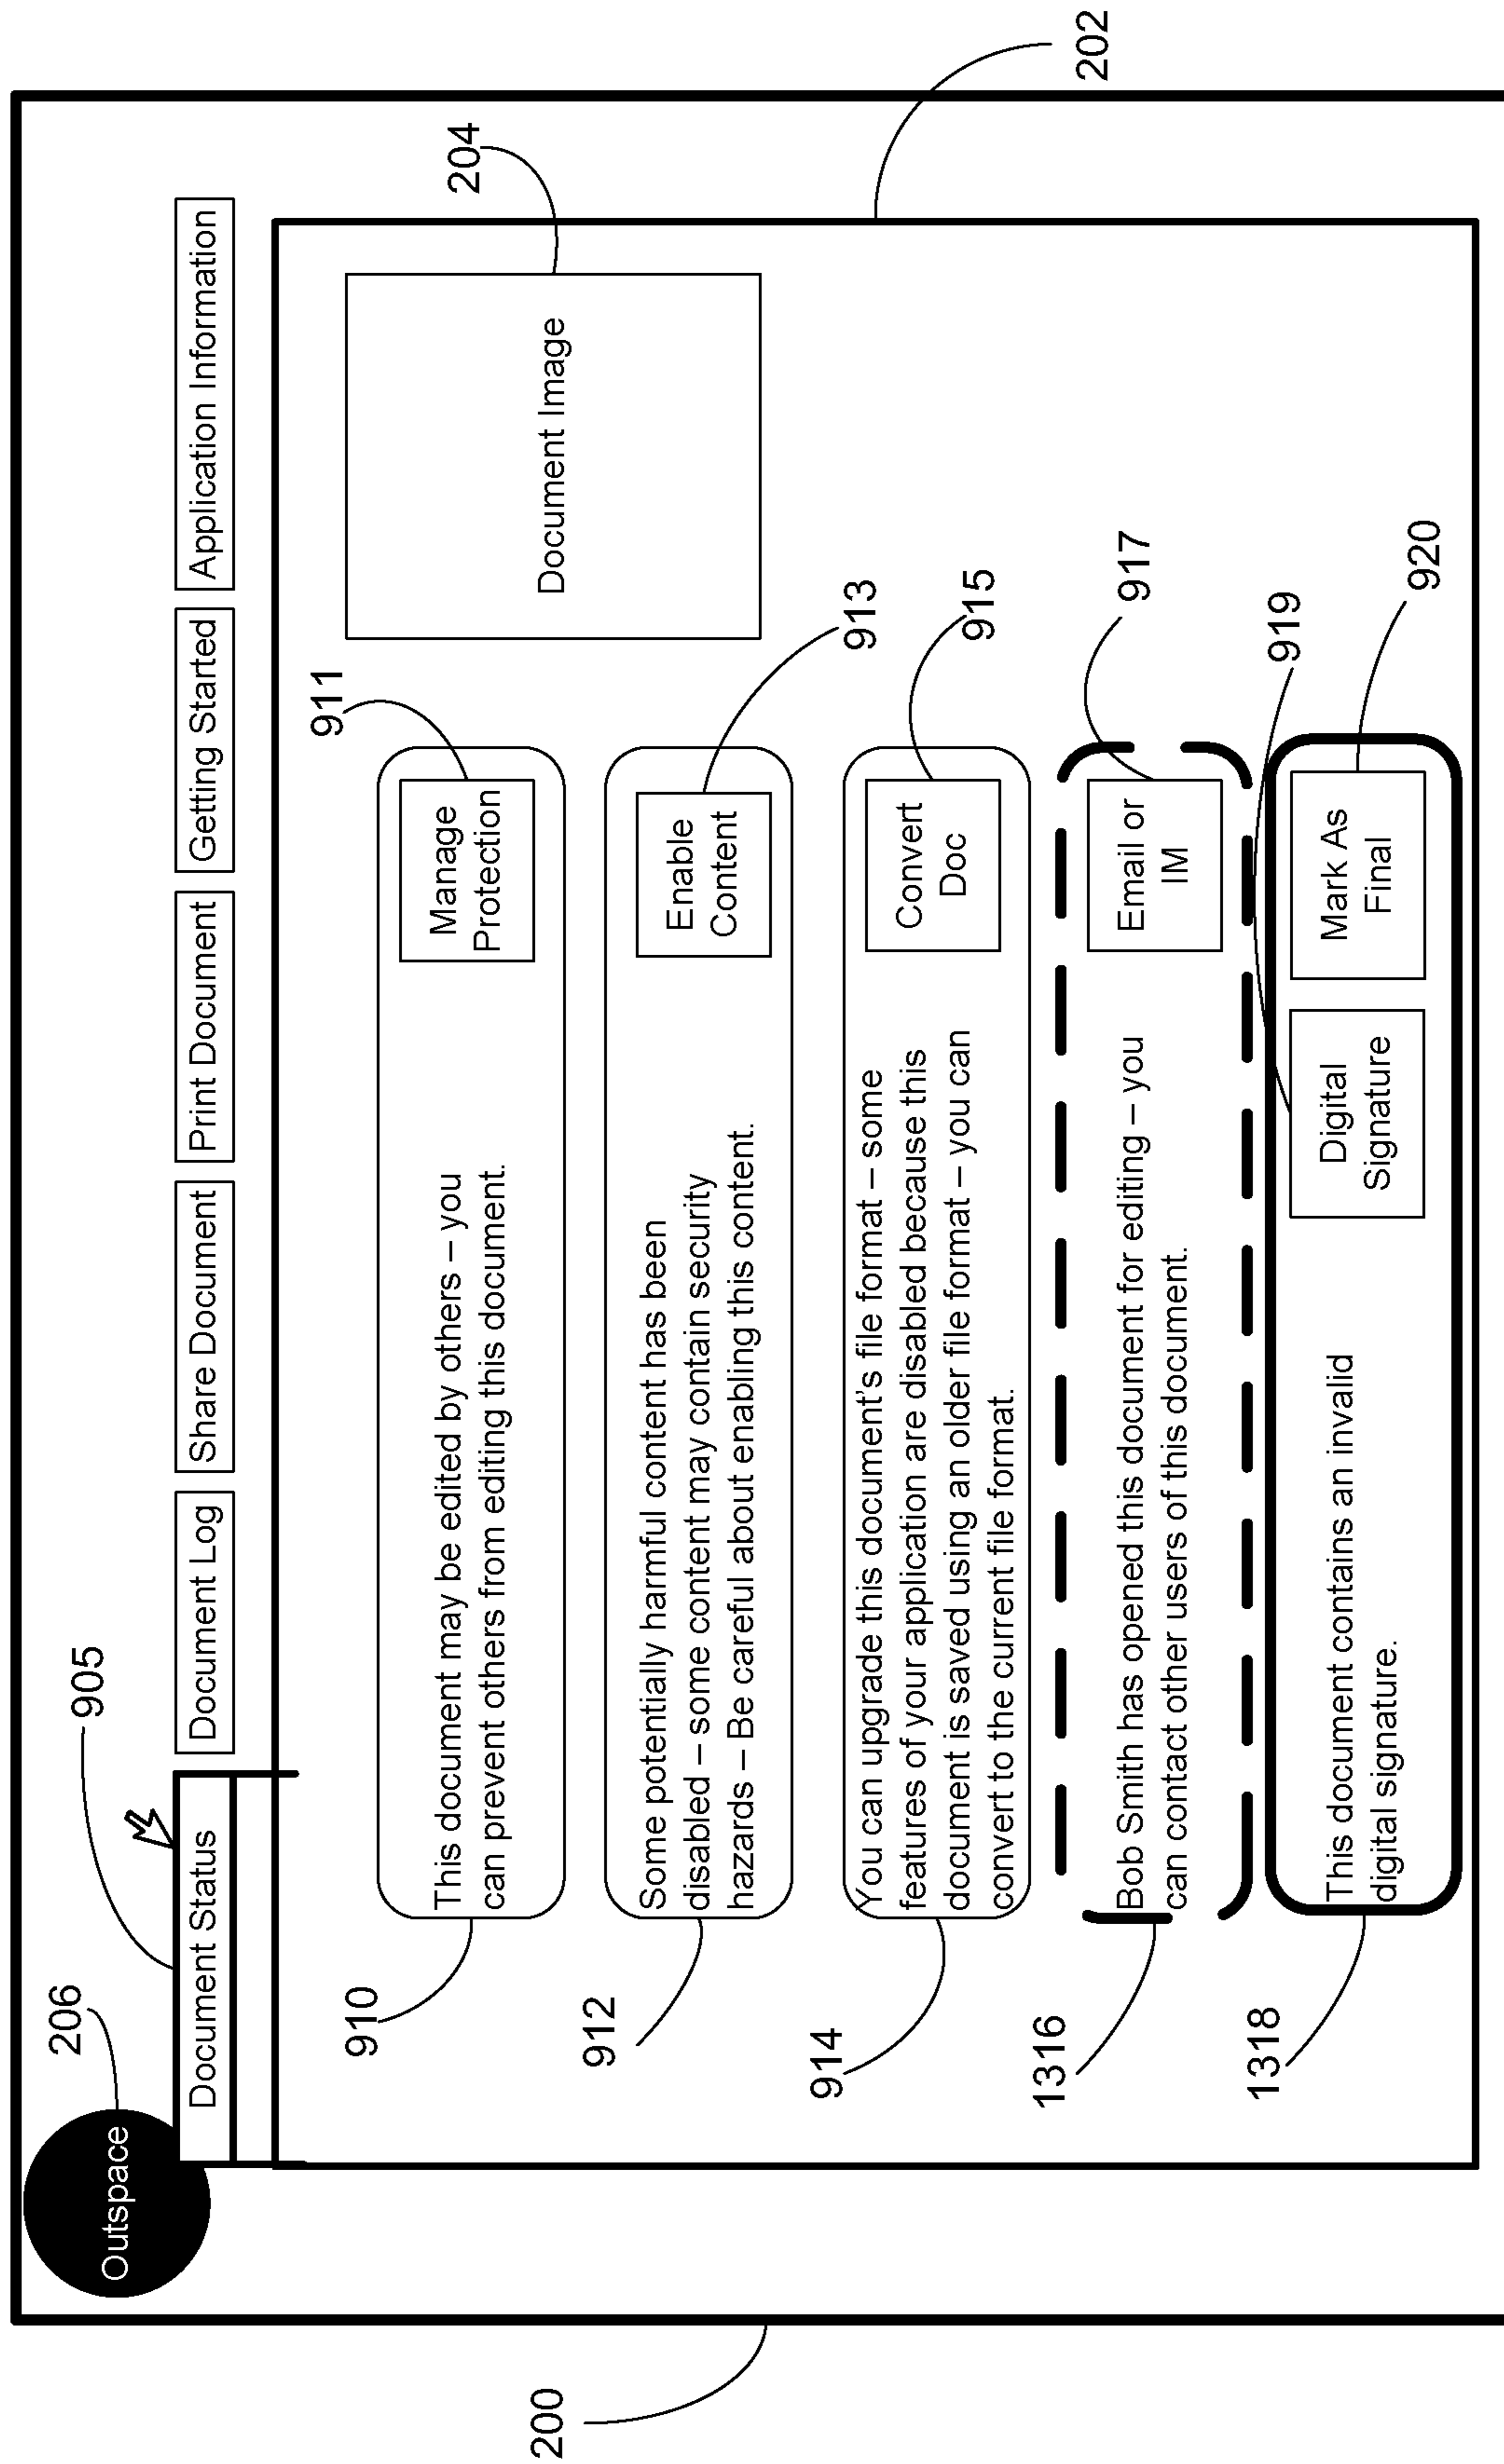 206
905
Outspace
Document Status
Document Log
Share Document
Print Document
Getting Started
Application Information
200
204
Document Image
202
910
This document may be edited by others – you
can prevent others from editing this document.
Manage
Protection
911
912
Some potentially harmful content has been
disabled – some content may contain security
hazards – Be careful about enabling this content.
Enable
Content
913
914
You can upgrade this document's file format – some
features of your application are disabled because this
document is saved using an older file format – you can
convert to the current file format.
Convert
Doc
915
1316
Bob Smith has opened this document for editing – you
can contact other users of this document.
Email or
IM
917
1318
This document contains an invalid
digital signature.
Digital
Signature
919
Mark As
Final
920